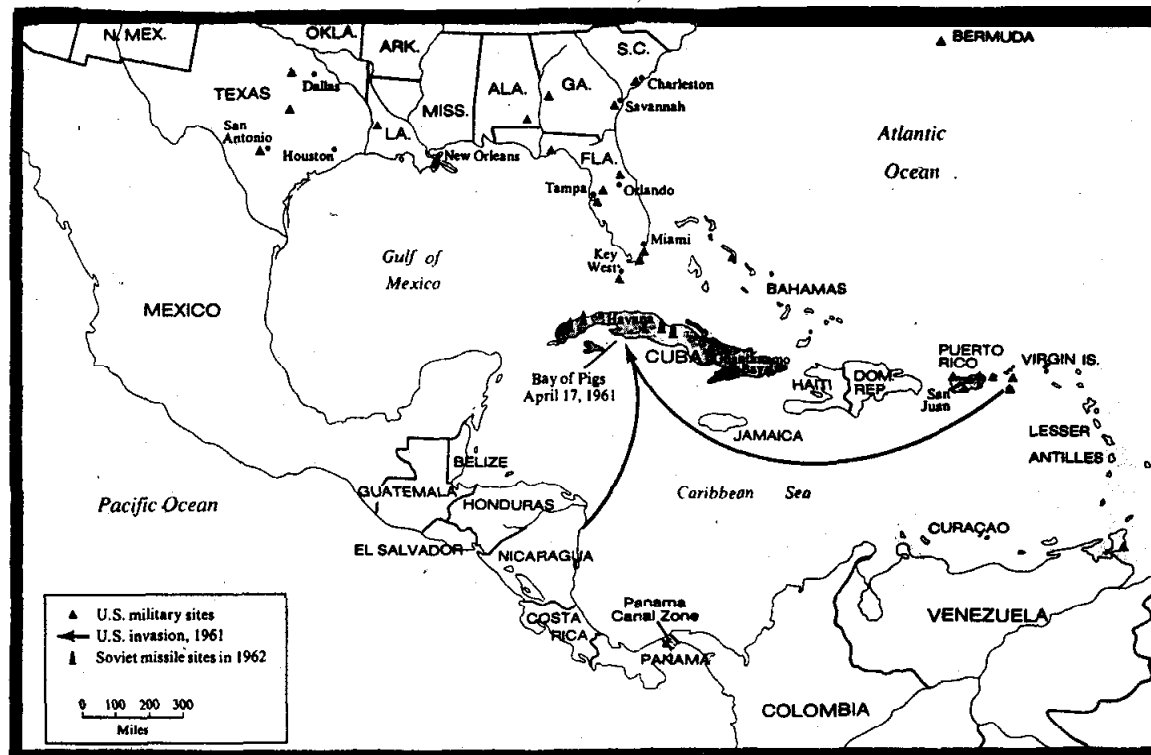 N. MEX.
OKLA.
ARK.
TEXAS
Dallas
San
Antonio
Houston
LA.
MISS.
ALA.
GA.
S.C.
Charleston
Savannah
New Orleans
FLA.
Tampa
Orlando
Miami
Key
West
BERMUDA
Atlantic
Ocean
Gulf of
Mexico
MEXICO
BAHAMAS
Havana
CUBA
Bay of Pigs
April 17, 1961
HAITI
DOM.
REP.
PUERTO
RICO
San
Juan
VIRGIN IS.
JAMAICA
LESSER
ANTILLES
BELIZE
GUATEMALA
HONDURAS
Caribbean Sea
Pacific Ocean
EL SALVADOR
NICARAGUA
CURAÇAO
COSTA
RICA
Panama
Canal Zone
PANAMA
VENEZUELA
COLOMBIA
U.S. military sites
U.S. invasion, 1961
Soviet missile sites in 1962
0 100 200 300
Miles